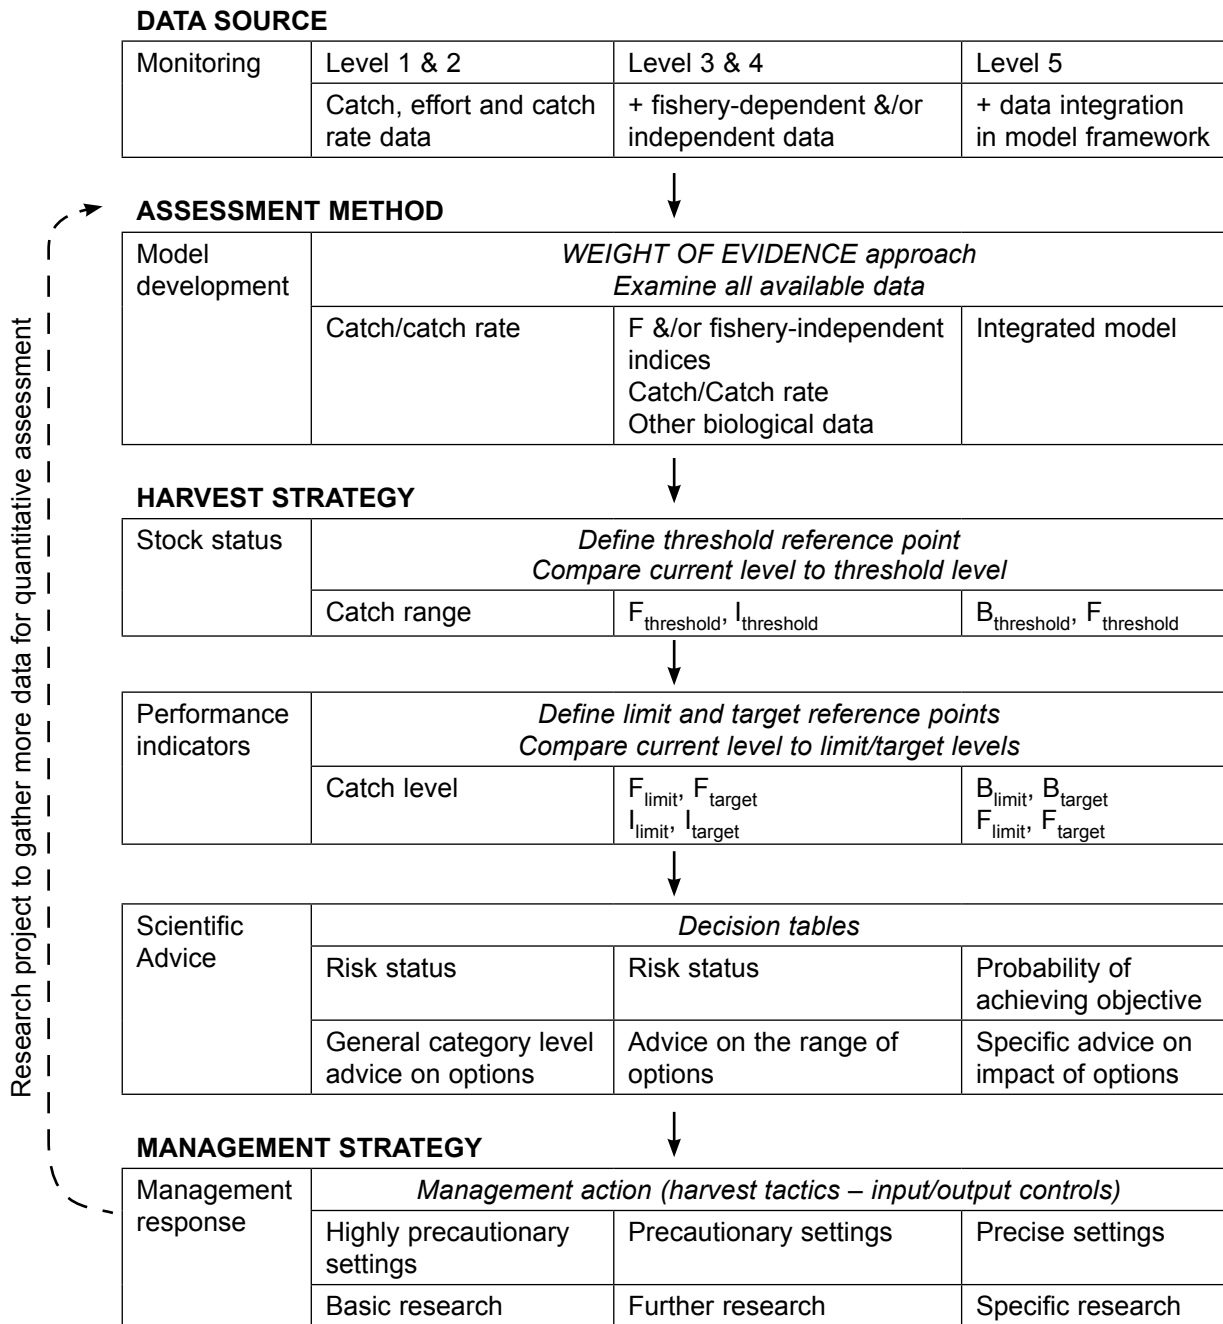 DATA SOURCE
Monitoring
Level 1 & 2
Level 3 & 4
Level 5
Catch, effort and catch
rate data
+ fishery-dependent &/or
independent data
+ data integration
in model framework
ASSESSMENT METHOD
Model
development
WEIGHT OF EVIDENCE approach
Examine all available data
Catch/catch rate
F &/or fishery-independent
indices
Catch/Catch rate
Other biological data
Integrated model
HARVEST STRATEGY
Stock status
Define threshold reference point
Compare current level to threshold level
Catch range
Fthreshold, Ithreshold
Bthreshold, Fthreshold
Performance
indicators
Define limit and target reference points
Compare current level to limit/target levels
Catch level
Flimit, Ftarget
Ilimit, Itarget
Blimit, Btarget
Flimit, Ftarget
Scientific
Advice
Decision tables
Risk status
Risk status
Probability of
achieving objective
General category level
advice on options
Advice on the range of
options
Specific advice on
impact of options
MANAGEMENT STRATEGY
Management
response
Management action (harvest tactics – input/output controls)
Highly precautionary
settings
Precautionary settings
Precise settings
Basic research
Further research
Specific research
Research project to gather more data for quantitative assessment